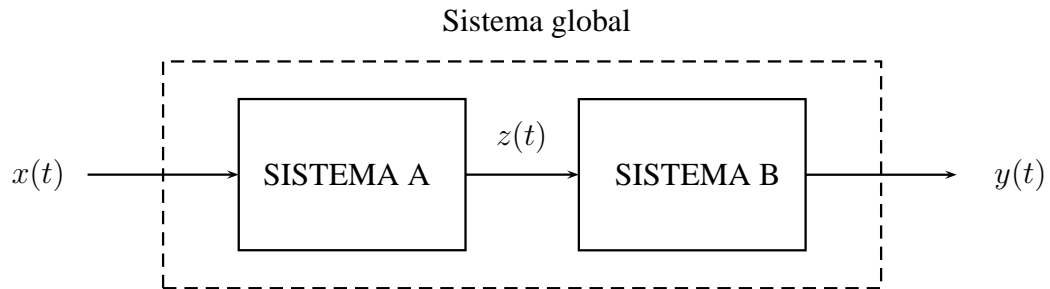 Sistema global
x(t)
SISTEMA A
z(t)
SISTEMA B
y(t)